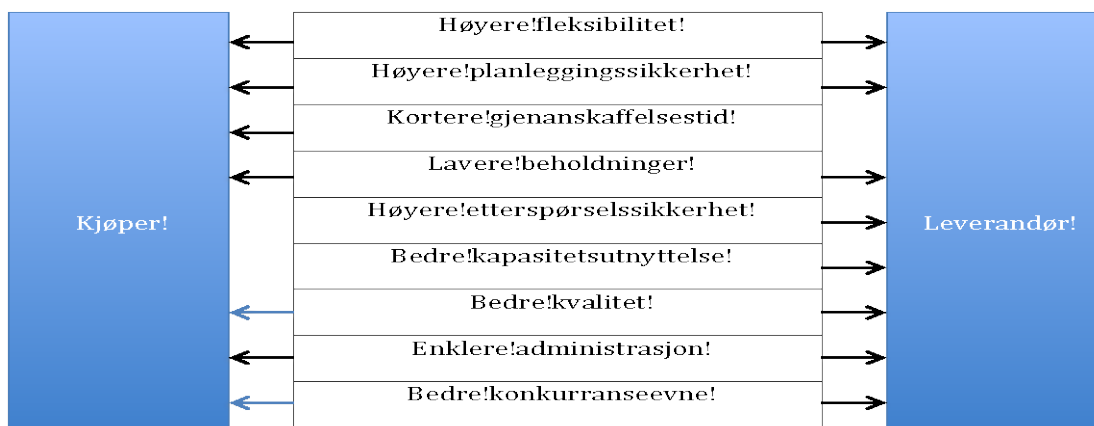 Høyere!fleksibilitet!
Høyere!planleggingssikkerhet!
Kortere!gjenanskaffelsestid!
Lavere!beholdninger!
Kjøper!
Høyere!etterspørselssikkerhet!
Leverandør!
Bedre!kapasitetsutnyttelse!
Bedre!kvalitet!
Enklere!administrasjon!
Bedre!konkurranseevne!